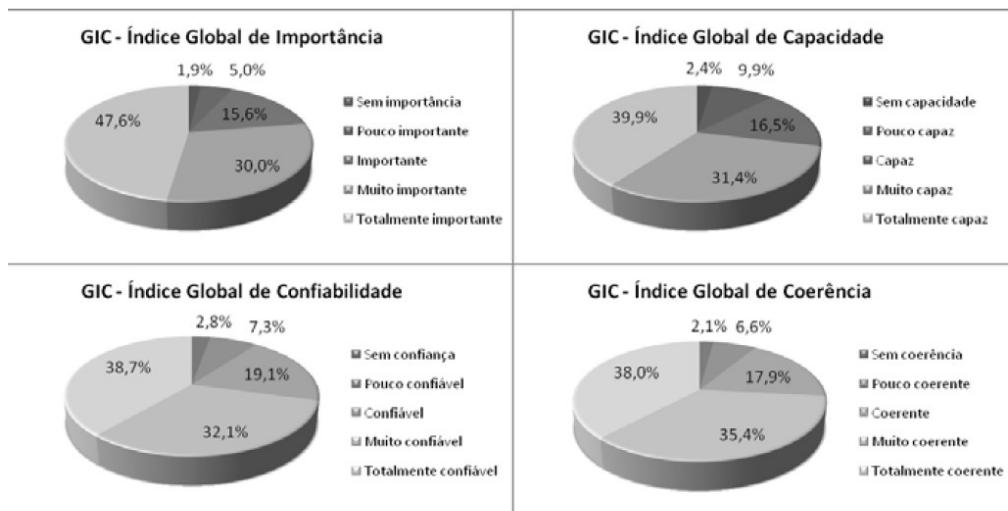 GIC - Índice Global de Importância
1,9%
5,0%
15,6%
30,0%
47,6%
Sem importância
Pouco importante
Importante
Muito importante
Totalmente importante
GIC - Índice Global de Capacidade
2,4%
9,9%
16,5%
31,4%
39,9%
Sem capacidade
Pouco capaz
Capaz
Muito capaz
Totalmente capaz
GIC - Índice Global de Confiabilidade
2,8%
7,3%
19,1%
32,1%
38,7%
Sem confiança
Pouco confiável
Confiável
Muito confiável
Totalmente confiável
GIC - Índice Global de Coerência
2,1%
6,6%
17,9%
35,4%
38,0%
Sem coerência
Pouco coerente
Coerente
Muito coerente
Totalmente coerente